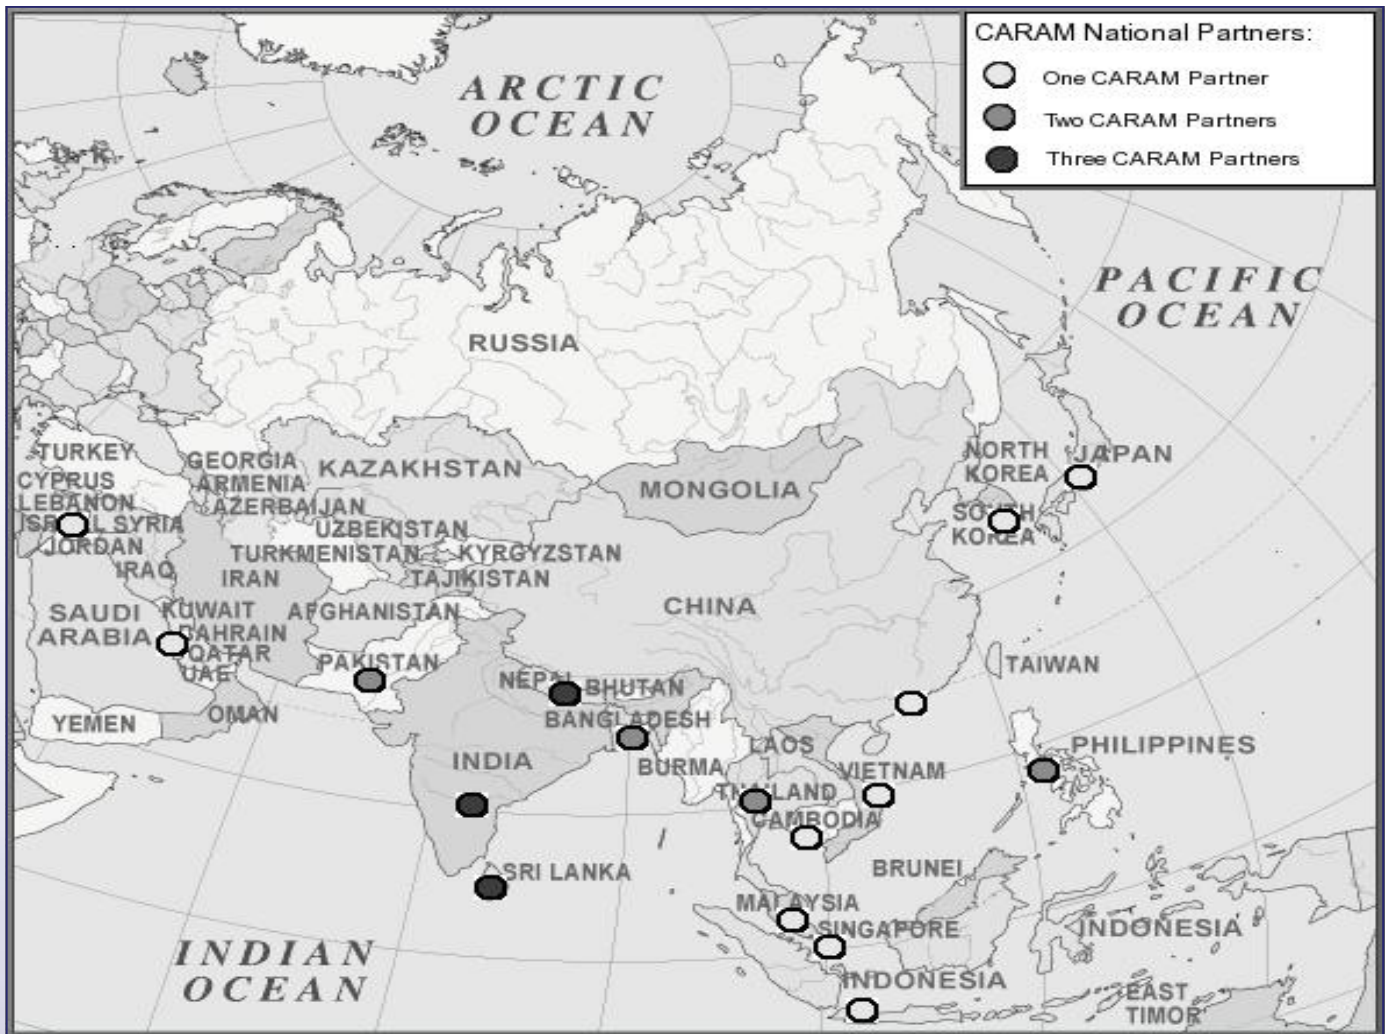 CARAM National Partners:
One CARAM Partner
Two CARAM Partners
Three CARAM Partners
ARCTIC
OCEAN
U. K.
PACIFIC
OCEAN
RUSSIA
TURKEY
CYPRUS
LEBANON
ISRAEL SYRIA
JORDAN
IRAQ
GEORGIA
ARMENIA
AZERBAIJAN
KAZAKHSTAN
UZBEKISTAN
TURKMENISTAN
KYRGYZSTAN
TAJIKISTAN
IRAN
MONGOLIA
NORTH
KOREA
JAPAN
SOUTH
KOREA
SAUDI
ARABIA
KUWAIT
BAHRAIN
QATAR
UAE
AFGHANISTAN
CHINA
PAKISTAN
NEPAL
BHUTAN
TAIWAN
YEMEN
OMAN
BANGLADESH
INDIA
BURMA
LAOS
VIETNAM
PHILIPPINES
THAILAND
CAMBODIA
SRI LANKA
BRUNEI
MALAYSIA
SINGAPORE
INDONESIA
INDONESIA
EAST
TIMOR
INDIAN
OCEAN